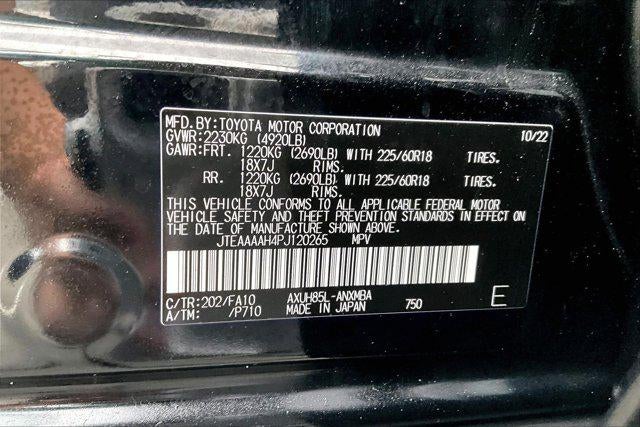 MFD. BY: TOYOTA MOTOR CORPORATION 10/22
GVWR: 2230KG (4920LB)
GAWR: FRT. 1220KG (2690LB) WITH 225/60R18 TIRES.
18X7J RIMS.
RR. 1220KG (2690LB) WITH 225/60R18 TIRES.
18X7J RIMS.
THIS VEHICLE CONFORMS TO ALL APPLICABLE FEDERAL MOTOR
VEHICLE SAFETY AND THEFT PREVENTION STANDARDS IN EFFECT ON
THE DATE OF MANUFACTURE SHOWN ABOVE.
JTEAAAAH4PJ120265 MPV
C/TR: 202/FA10 AXUH85L-ANXMBA
A/TM: /P710 MADE IN JAPAN 750 E